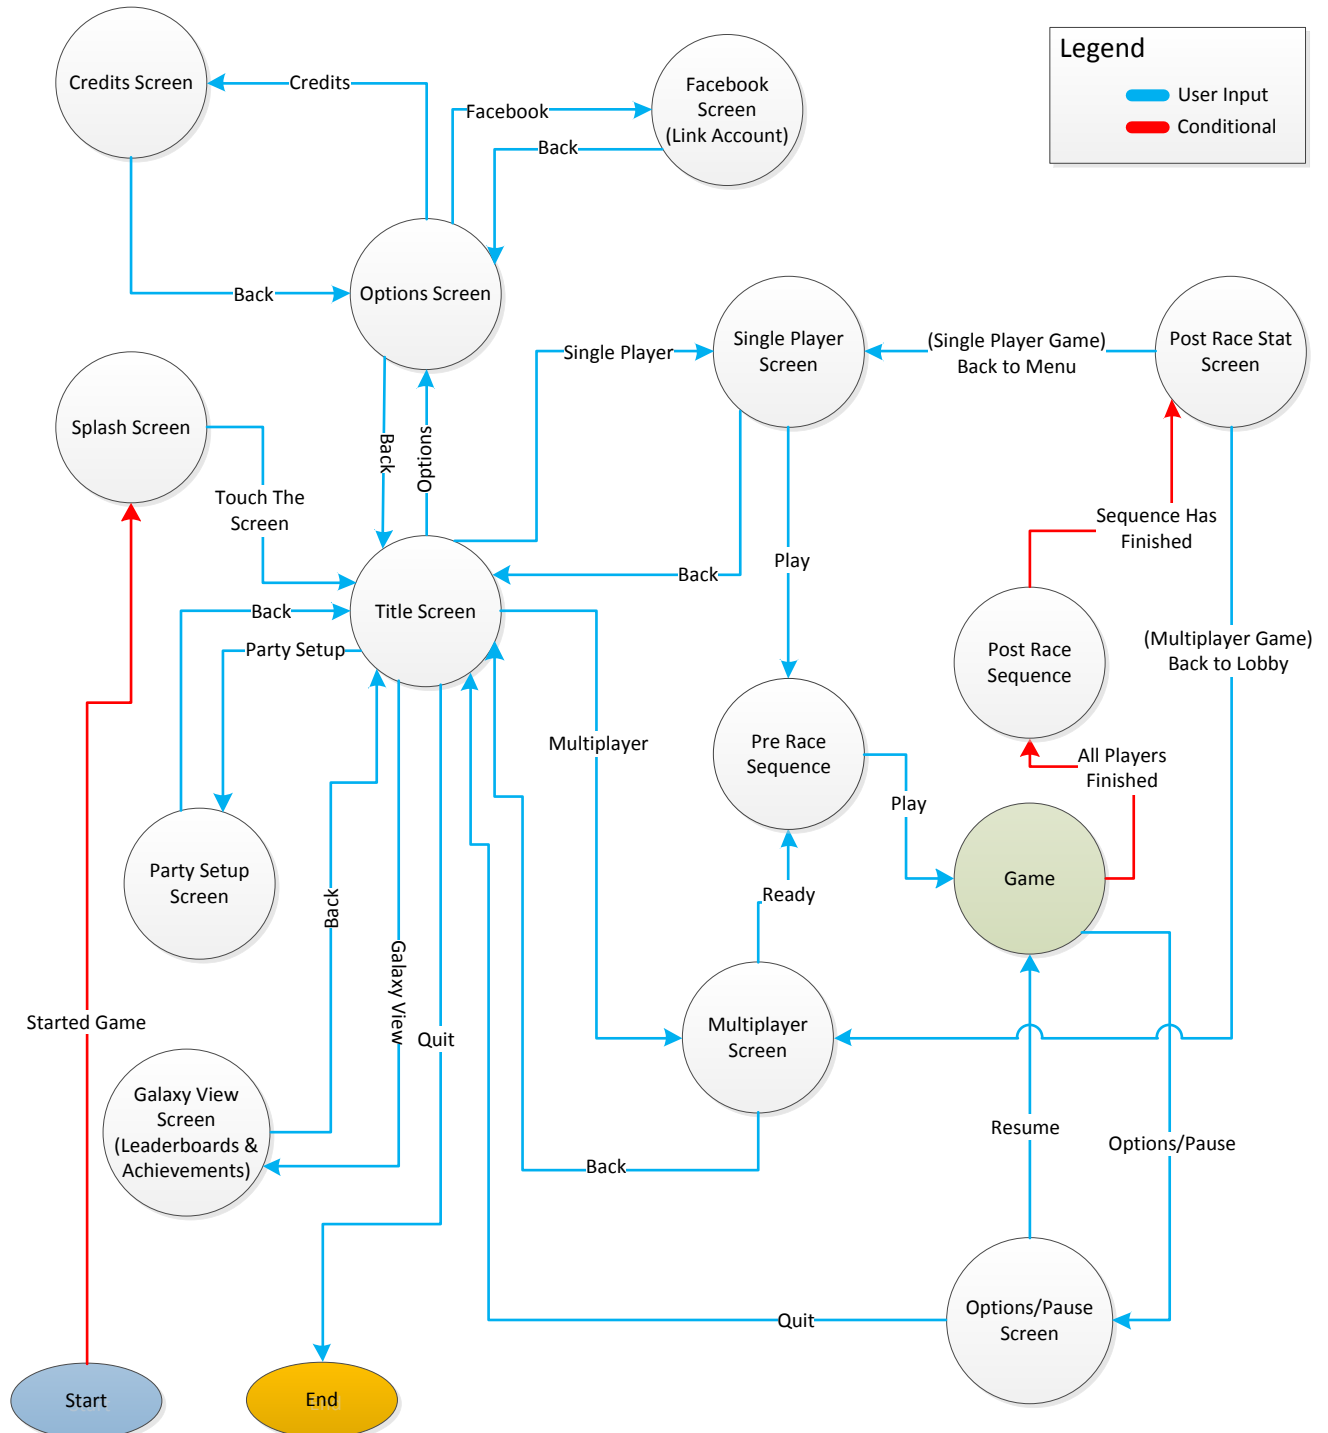 Legend
User Input
Conditional
Credits Screen
Credits
Facebook
Screen
(Link Account)
Facebook
Back
Back
Options Screen
Splash Screen
Touch The
Screen
Back
Options
Single Player
Single Player
Screen
(Single Player Game)
Back to Menu
Post Race Stat
Screen
Sequence Has
Finished
Play
Back
Title Screen
Back
Party Setup
Post Race
Sequence
(Multiplayer Game)
Back to Lobby
Multiplayer
Pre Race
Sequence
All Players
Finished
Play
Party Setup
Screen
Back
Galaxy View
Ready
Game
Started Game
Quit
Multiplayer
Screen
Galaxy View
Screen
(Leaderboards &
Achievements)
Back
Resume
Options/Pause
Quit
Options/Pause
Screen
Start
End